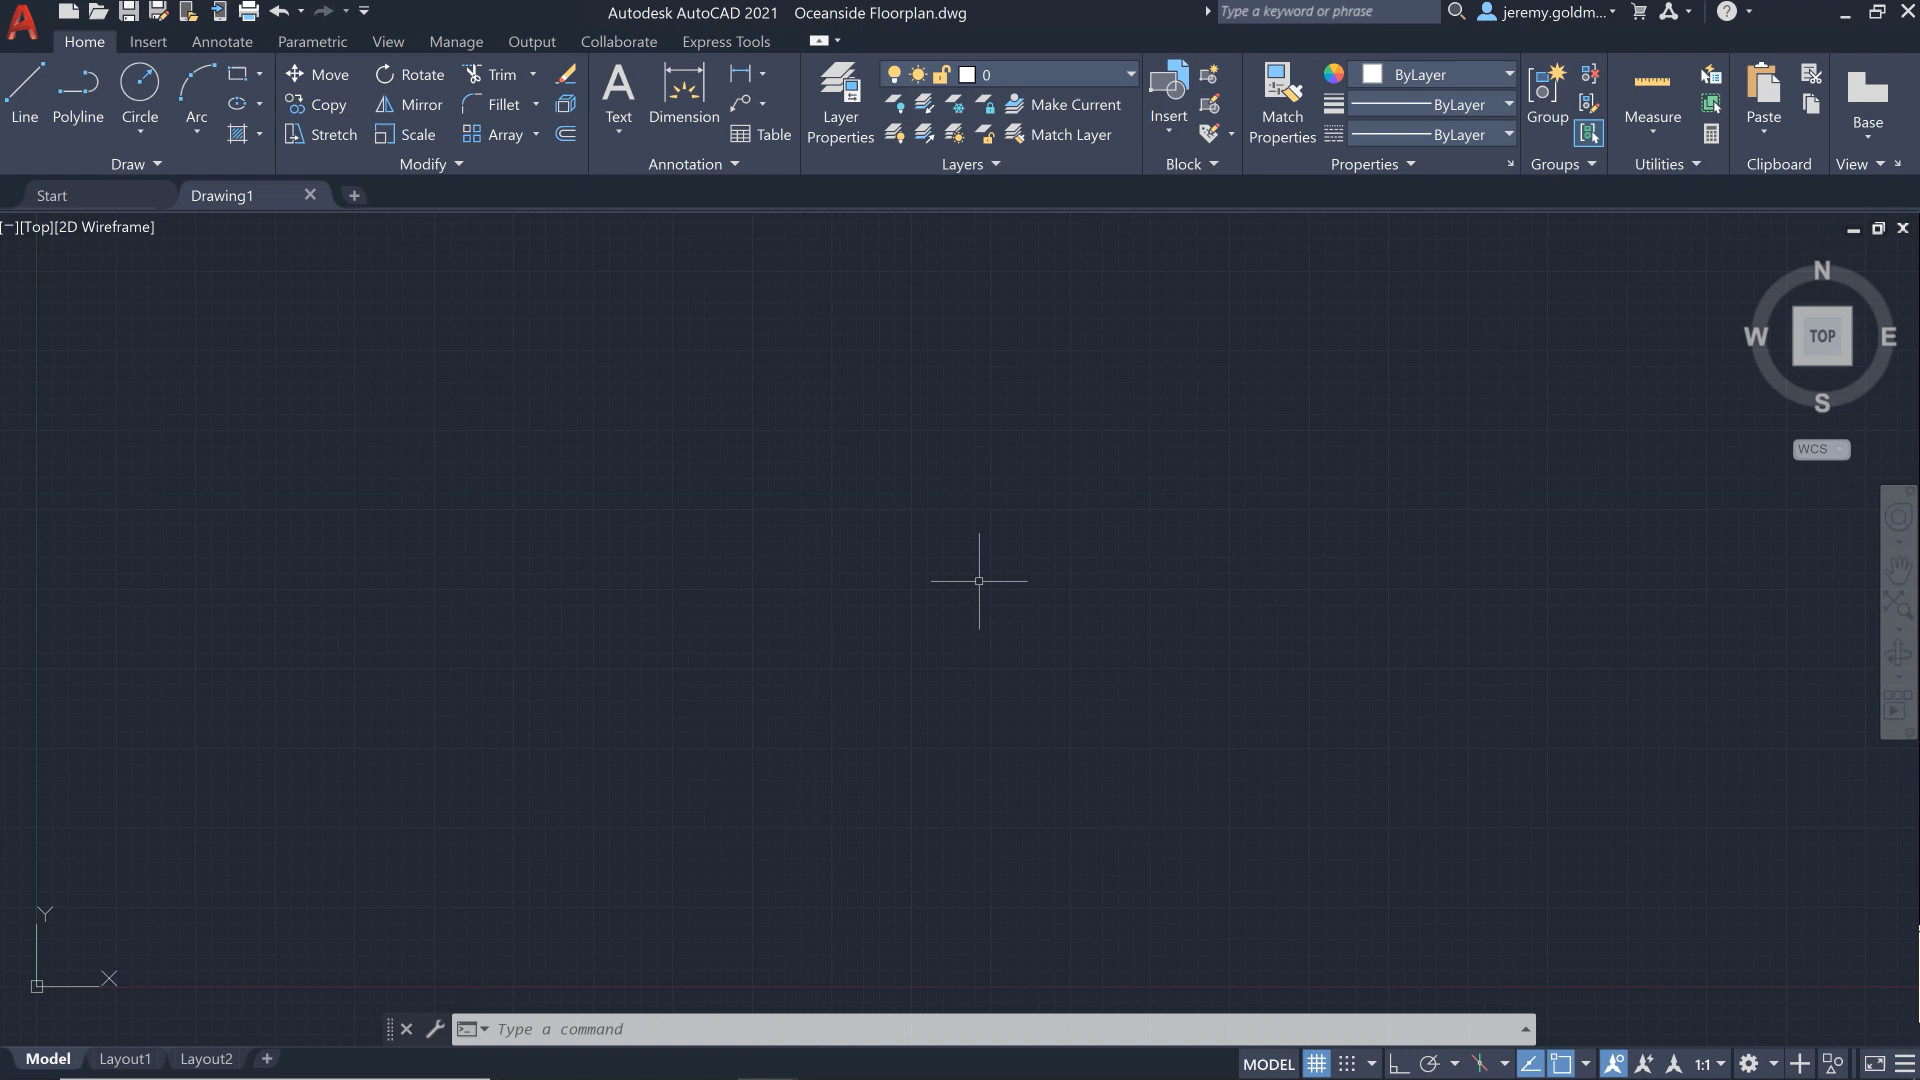 Autodesk AutoCAD 2021 Oceanside Floorplan.dwg
Type a keyword or phrase
jeremy.goldm...
Home Insert Annotate Parametric View Manage Output Collaborate Express Tools
Line Polyline Circle Arc
Move Rotate Trim
Copy Mirror Fillet
Stretch Scale Array
Text Dimension Table
Layer Properties
0
Make Current
Match Layer
Insert
Match Properties
ByLayer
ByLayer
ByLayer
Group
Measure
Paste
Base
Draw Modify Annotation Layers Block Properties Groups Utilities Clipboard View
Start Drawing1
[−][Top][2D Wireframe]
N
W TOP E
S
WCS
Y
X
Type a command
Model Layout1 Layout2
MODEL 1:1